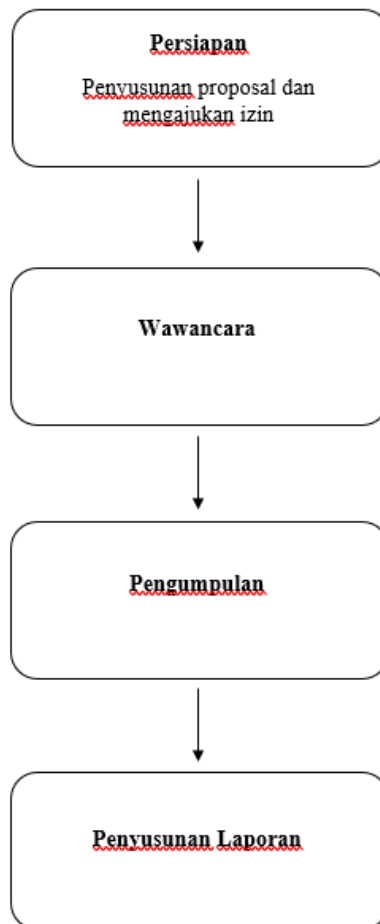 Persiapan
Penyusunan proposal dan
mengajukan izin
Wawancara
Pengumpulan
Penyusunan Laporan